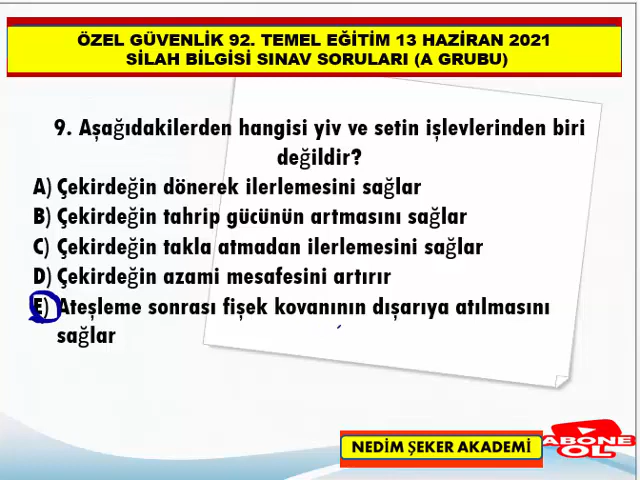 ÖZEL GÜVENLİK 92. TEMEL EĞİTİM 13 HAZİRAN 2021
SİLAH BİLGİSİ SINAV SORULARI (A GRUBU)
9. Aşağıdakilerden hangisi yiv ve setin işlevlerinden biri
değildir?
A) Çekirdeğin dönerek ilerlemesini sağlar
B) Çekirdeğin tahrip gücünün artmasını sağlar
C) Çekirdeğin takla atmadan ilerlemesini sağlar
D) Çekirdeğin azami mesafesini artırır
E) Ateşleme sonrası fişek kovanının dışarıya atılmasını
sağlar
NEDİM ŞEKER AKADEMİ
ABONE
OL